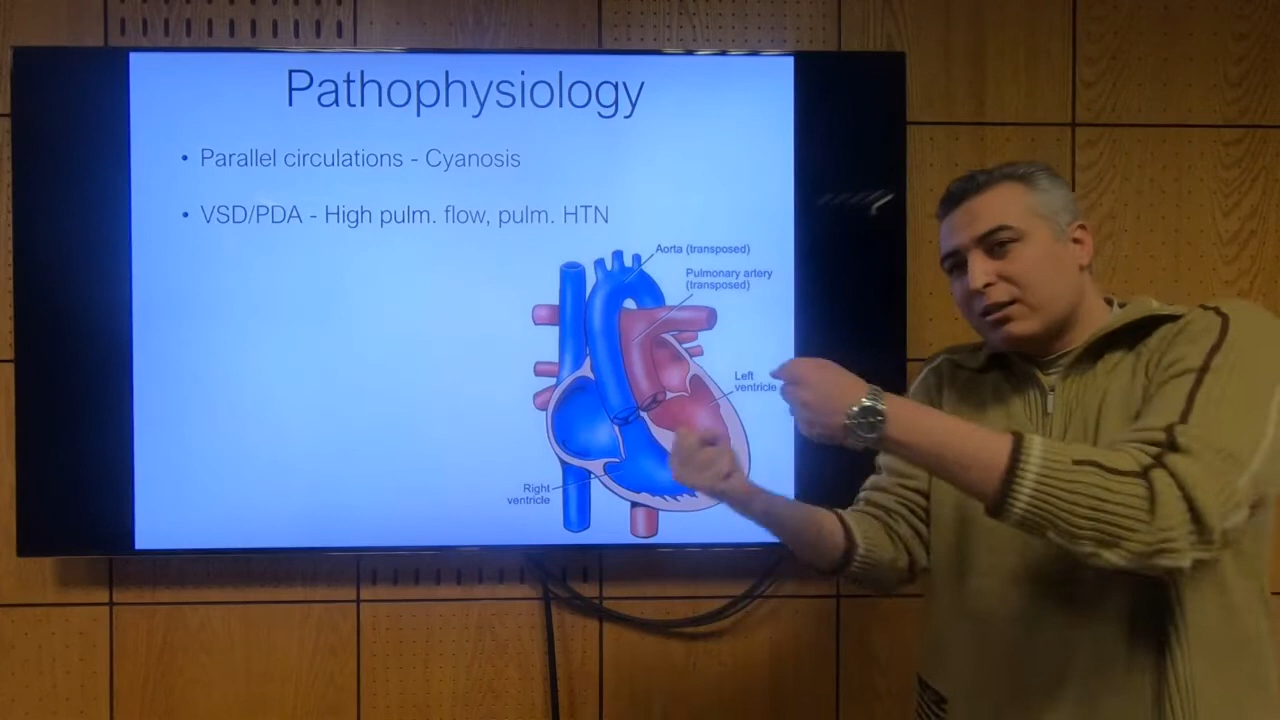 Pathophysiology
• Parallel circulations - Cyanosis
• VSD/PDA - High pulm. flow, pulm. HTN
Aorta (transposed)
Pulmonary artery
(transposed)
Left
ventricle
Right
ventricle